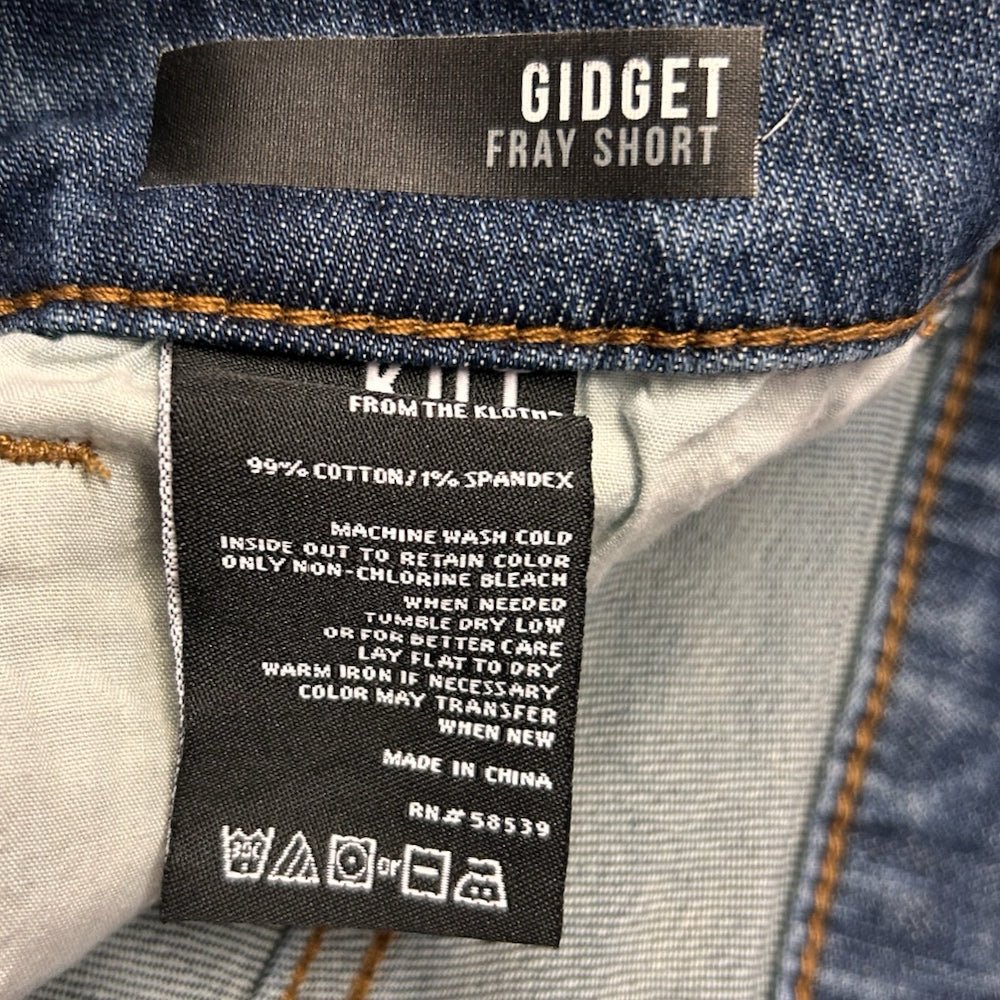 GIDGET
FRAY SHORT
FROM THE KLOTH
99% COTTON/1% SPANDEX
MACHINE WASH COLD
INSIDE OUT TO RETAIN COLOR
ONLY NON-CHLORINE BLEACH
WHEN NEEDED
TUMBLE DRY LOW
OR FOR BETTER CARE
LAY FLAT TO DRY
WARM IRON IF NECESSARY
COLOR MAY TRANSFER
WHEN NEW
MADE IN CHINA
RN#58539
or